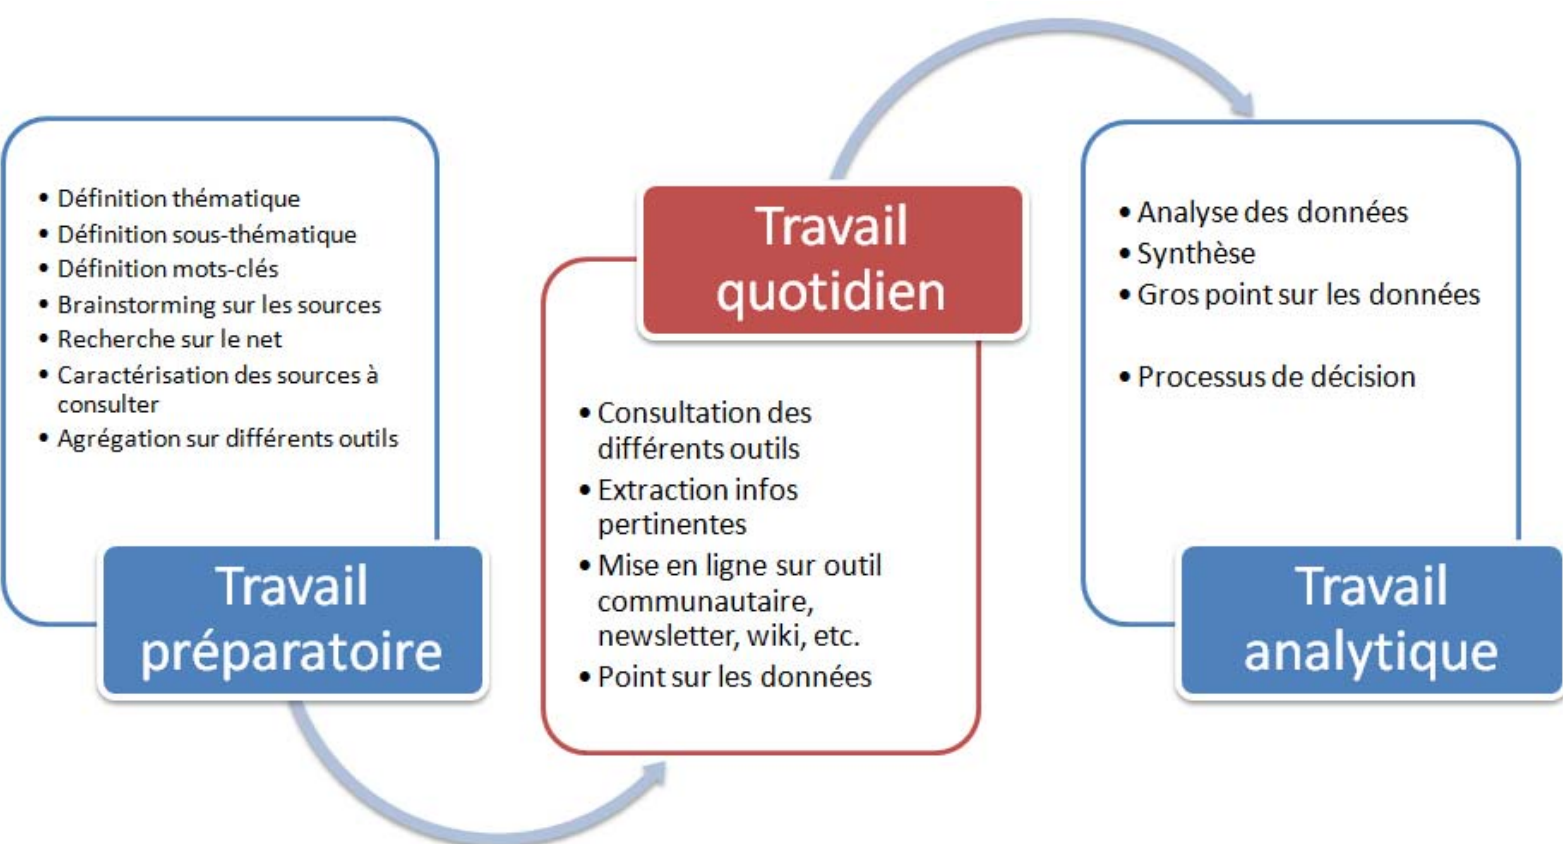 • Définition thématique
• Définition sous-thématique
• Définition mots-clés
• Brainstorming sur les sources
• Recherche sur le net
• Caractérisation des sources à
consulter
• Agrégation sur différents outils
Travail
préparatoire
Travail
quotidien
• Consultation des
différents outils
• Extraction infos
pertinentes
• Mise en ligne sur outil
communautaire,
newsletter, wiki, etc.
• Point sur les données
• Analyse des données
• Synthèse
• Gros point sur les données
• Processus de décision
Travail
analytique